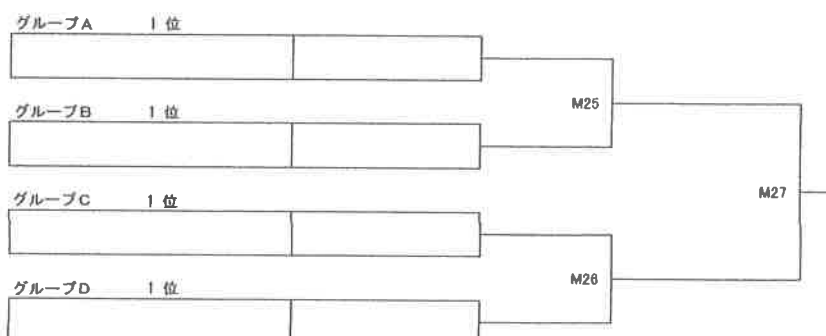 グループA 1 位
M25
グループB 1 位
M27
グループC 1 位
M26
グループD 1 位